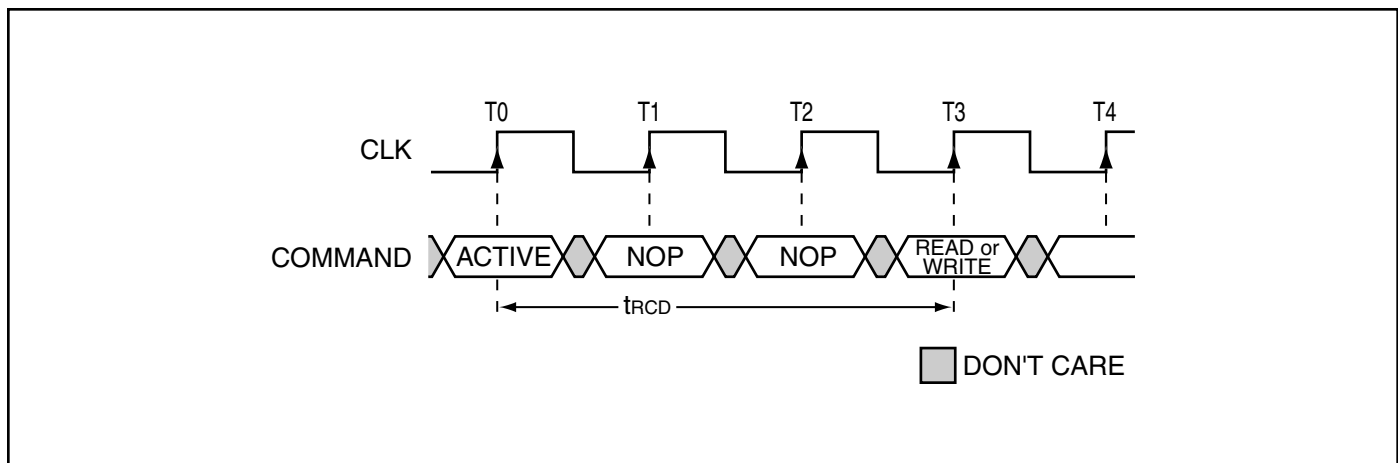 T0 T1 T2 T3 T4
CLK
COMMAND ACTIVE NOP NOP READ or
WRITE
tRCD
DON'T CARE